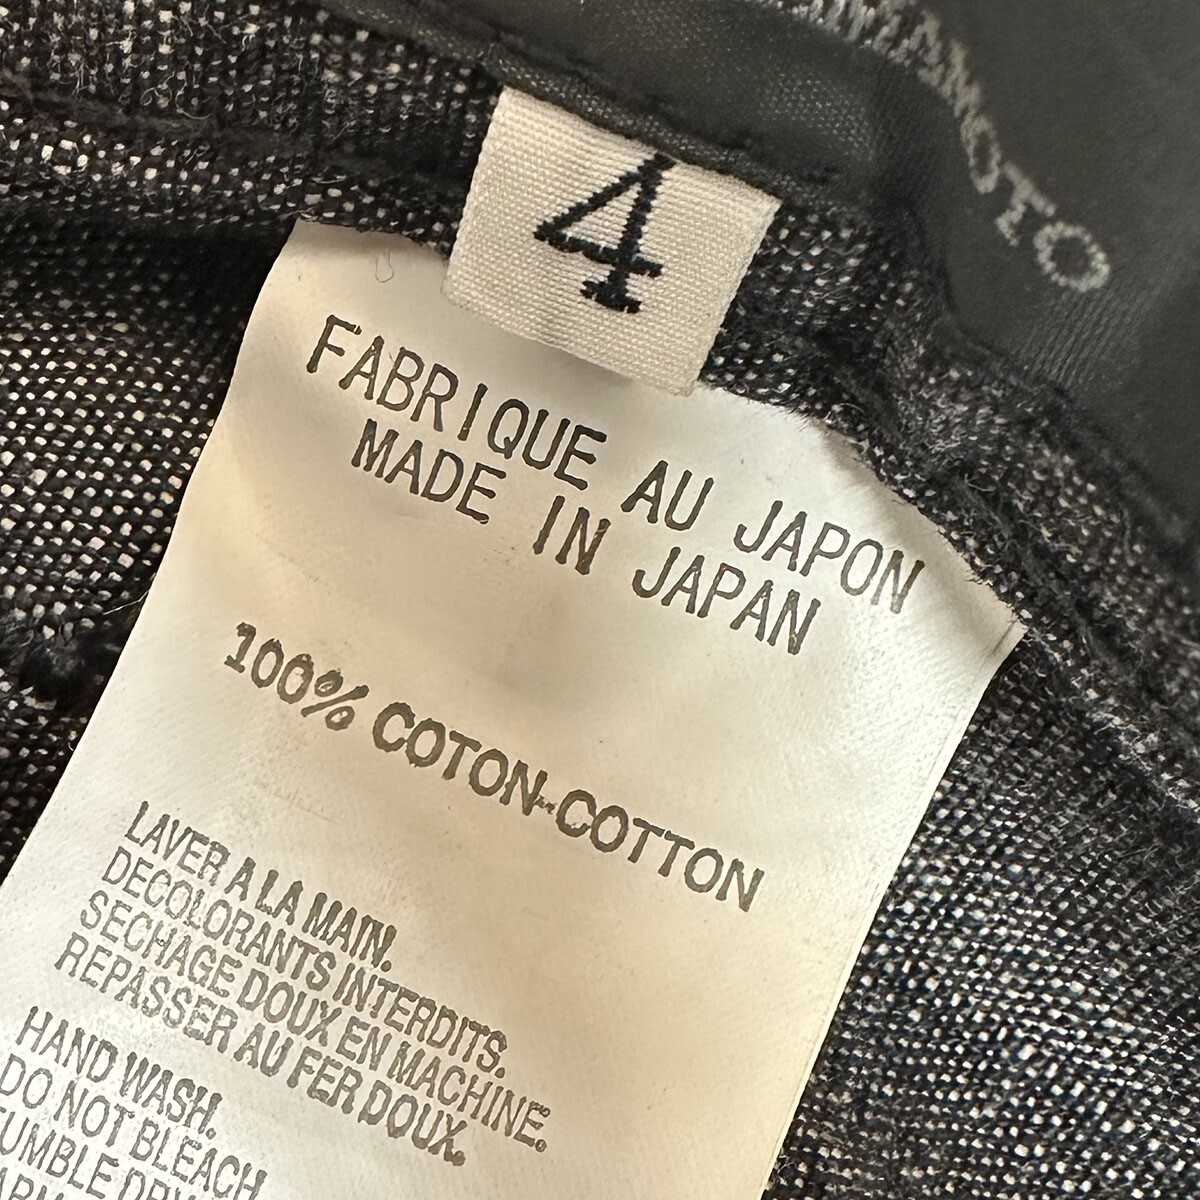 AMAMOTO
4
FABRIQUE AU JAPON
MADE IN JAPAN
100% COTON-COTTON
LAVER A LA MAIN.
DECOLORANTS INTERDITS.
SECHAGE DOUX EN MACHINE.
REPASSER AU FER DOUX.
HAND WASH.
DO NOT BLEACH